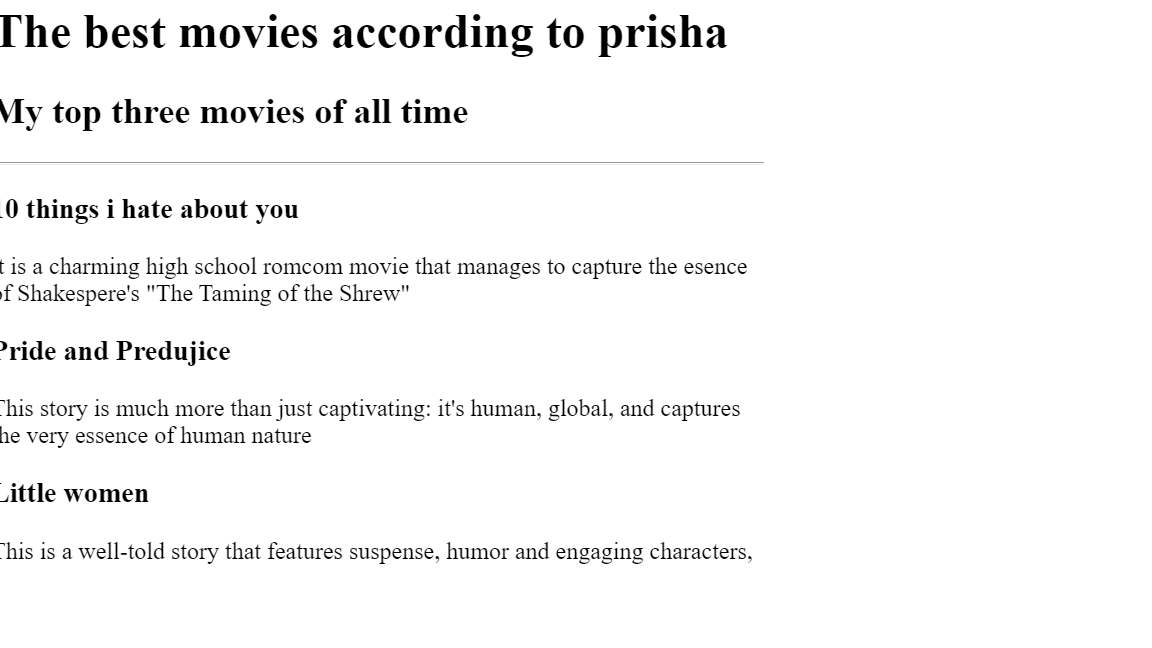 The best movies according to prisha
My top three movies of all time
10 things i hate about you
t is a charming high school romcom movie that manages to capture the esence
of Shakespere's "The Taming of the Shrew"
Pride and Predujice
This story is much more than just captivating: it's human, global, and captures
the very essence of human nature
Little women
This is a well-told story that features suspense, humor and engaging characters,